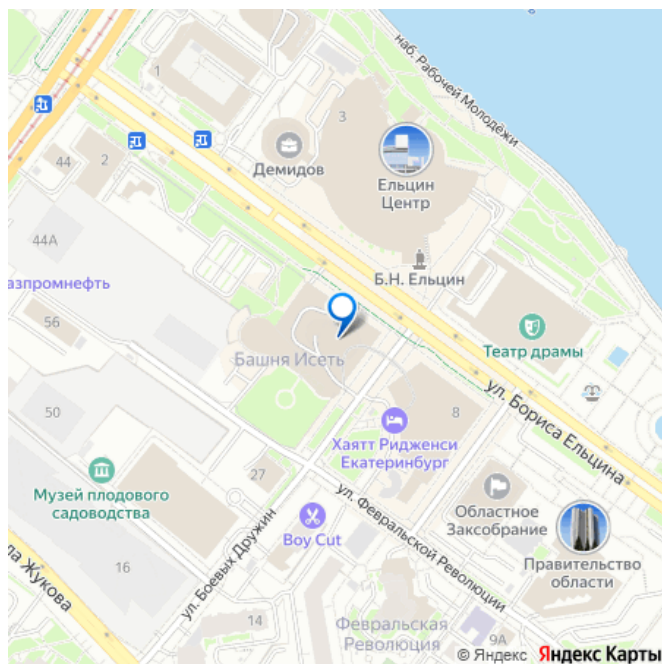 наб. Рабочей Молодёжи
1
3
Демидов
Ельцин
Центр
44
2
44А
Б.Н. Ельцин
азпромнефть
56
Театр драмы
Башня Исеть
ул. Бориса Ельцина
50
8
Хаятт Ридженси
Екатеринбург
27
Музей плодового
садоводства
ул. Февральской Революции
Областное
Заксобрание
Boy Cut
ул. Боевых Дружин
Правительство
области
16
ла Жукова
14
Февральская
Революция
9А
© Яндекс Яндекс Карты